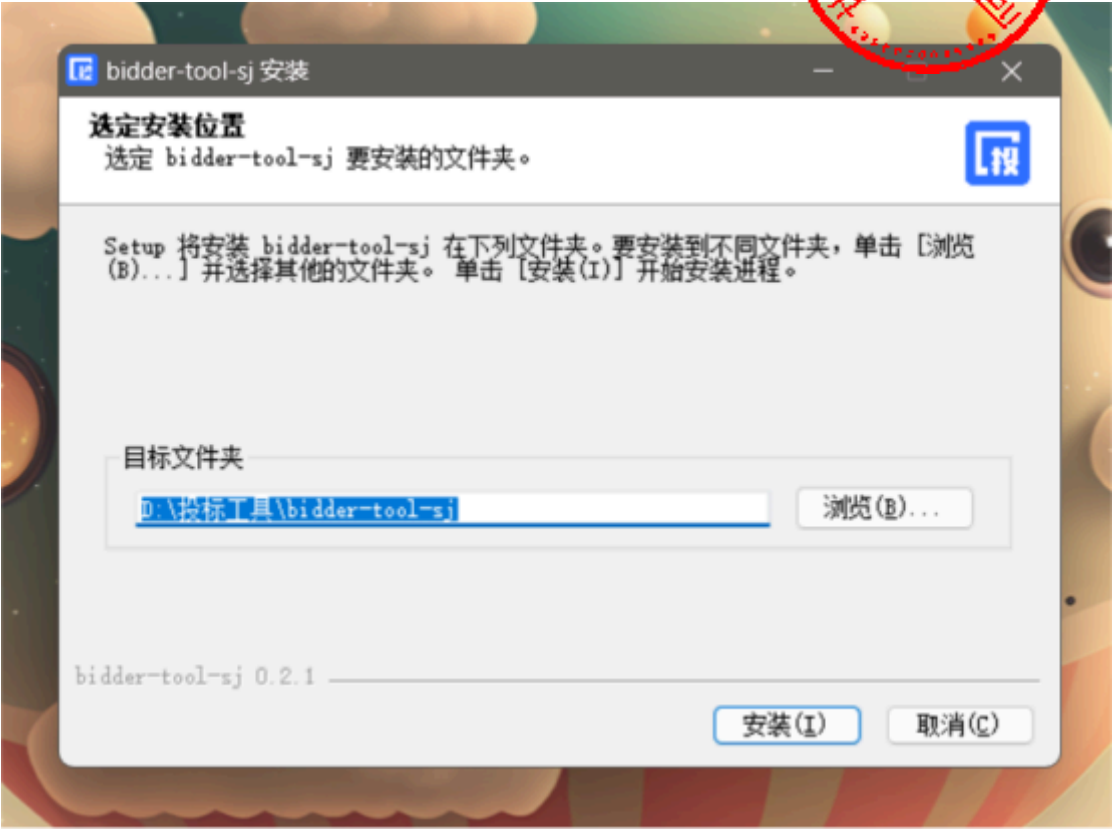 bidder-tool-sj 安装
选定安装位置
选定 bidder-tool-sj 要安装的文件夹。
投
Setup 将安装 bidder-tool-sj 在下列文件夹。要安装到不同文件夹，单击 [浏览
(B)...] 并选择其他的文件夹。 单击 [安装(I)] 开始安装进程。
目标文件夹
D:\投标工具\bidder-tool-sj
浏览(B)...
bidder-tool-sj 0.2.1
安装(I)
取消(C)